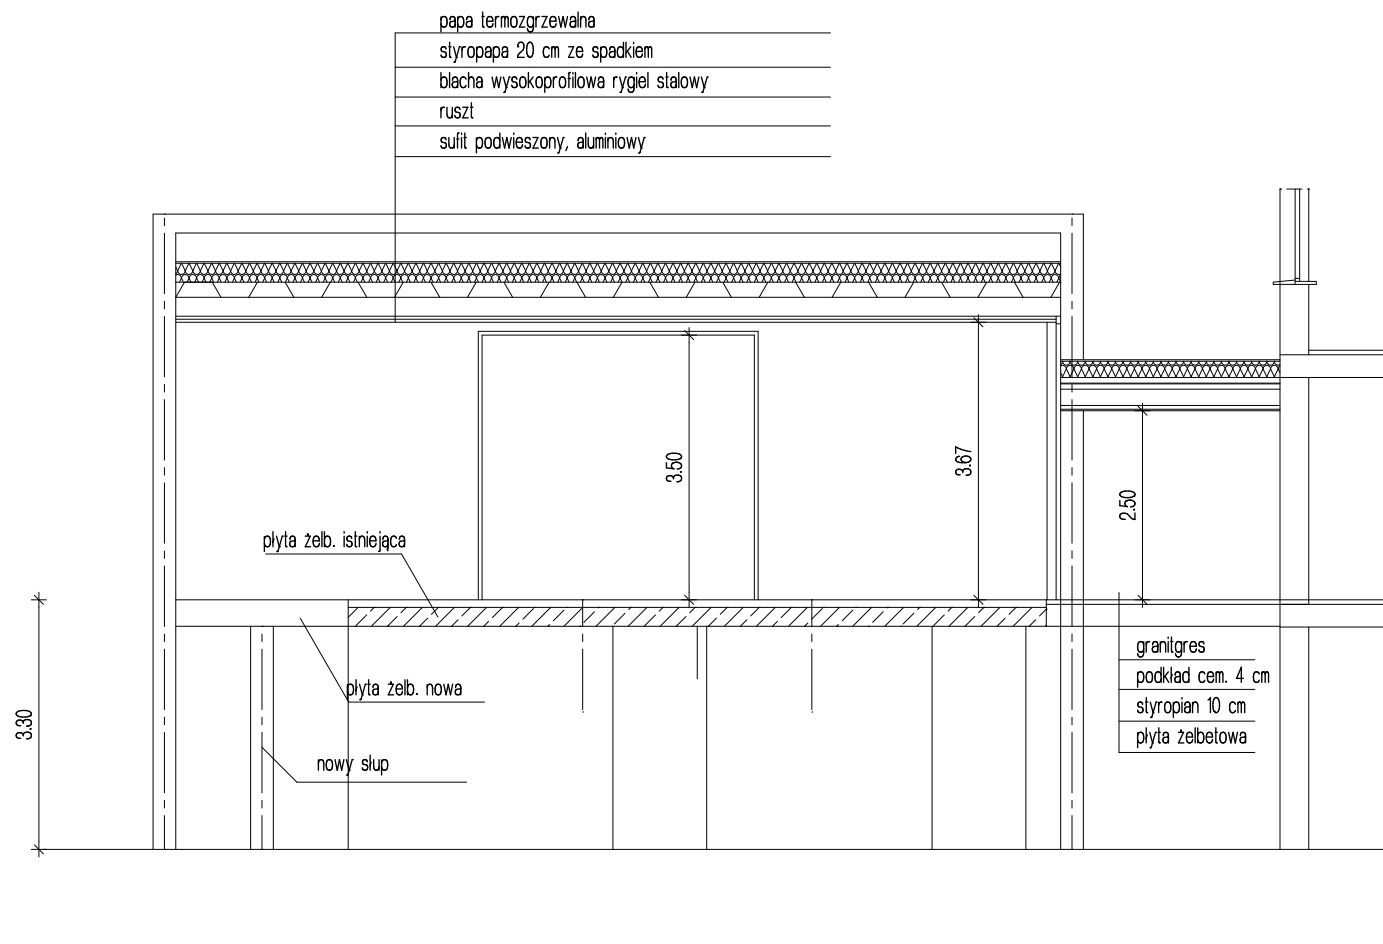 papa termozgrzewalna
styropapa 20 cm ze spadkiem
blacha wysokoprofilowa rygiel stalowy
ruszt
sufit podwieszony, aluminiowy
3.50
3.67
2.50
płyta żelb. istniejąca
płyta żelb. nowa
nowy słup
3.30
granitgres
podkład cem. 4 cm
styropian 10 cm
płyta żelbetowa